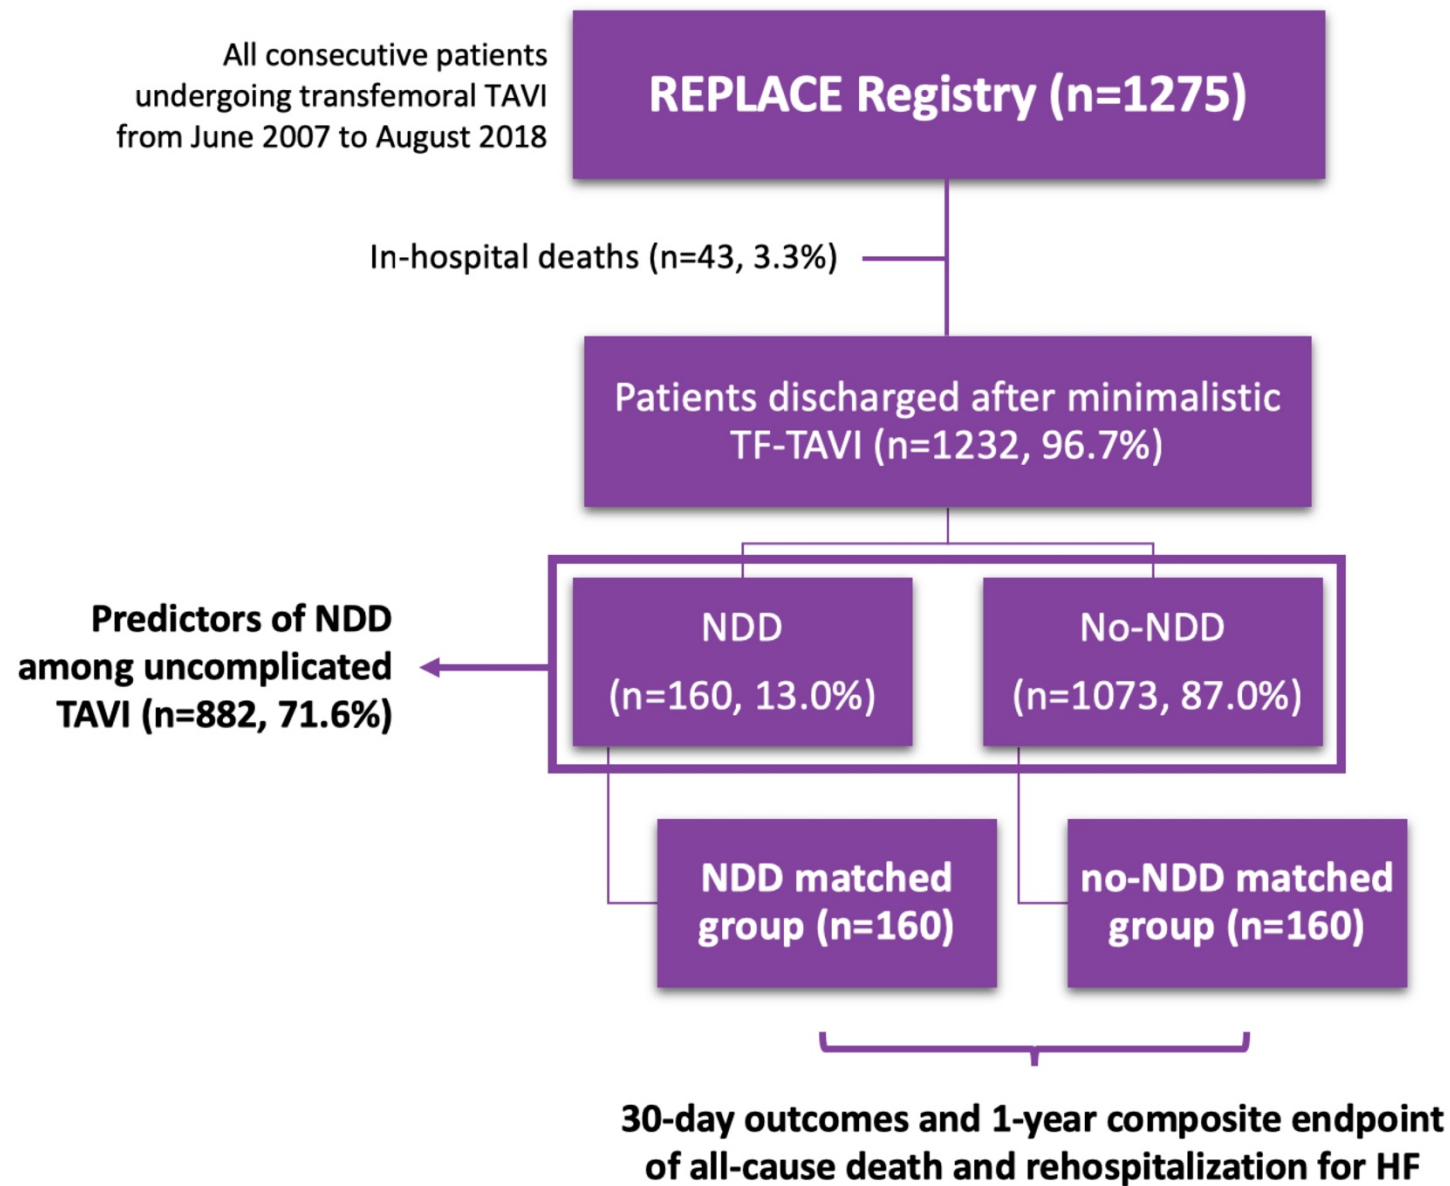 All consecutive patients
undergoing transfemoral TAVI
from June 2007 to August 2018
REPLACE Registry (n=1275)
In-hospital deaths (n=43, 3.3%)
Patients discharged after minimalistic
TF-TAVI (n=1232, 96.7%)
Predictors of NDD
among uncomplicated
TAVI (n=882, 71.6%)
NDD
(n=160, 13.0%)
No-NDD
(n=1073, 87.0%)
NDD matched
group (n=160)
no-NDD matched
group (n=160)
30-day outcomes and 1-year composite endpoint
of all-cause death and rehospitalization for HF